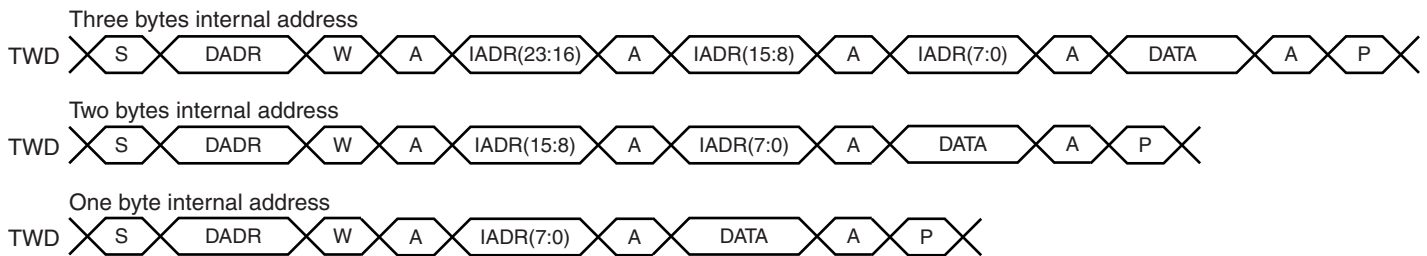 Three bytes internal address
TWD S DADR W A IADR(23:16) A IADR(15:8) A IADR(7:0) A DATA A P
Two bytes internal address
TWD S DADR W A IADR(15:8) A IADR(7:0) A DATA A P
One byte internal address
TWD S DADR W A IADR(7:0) A DATA A P